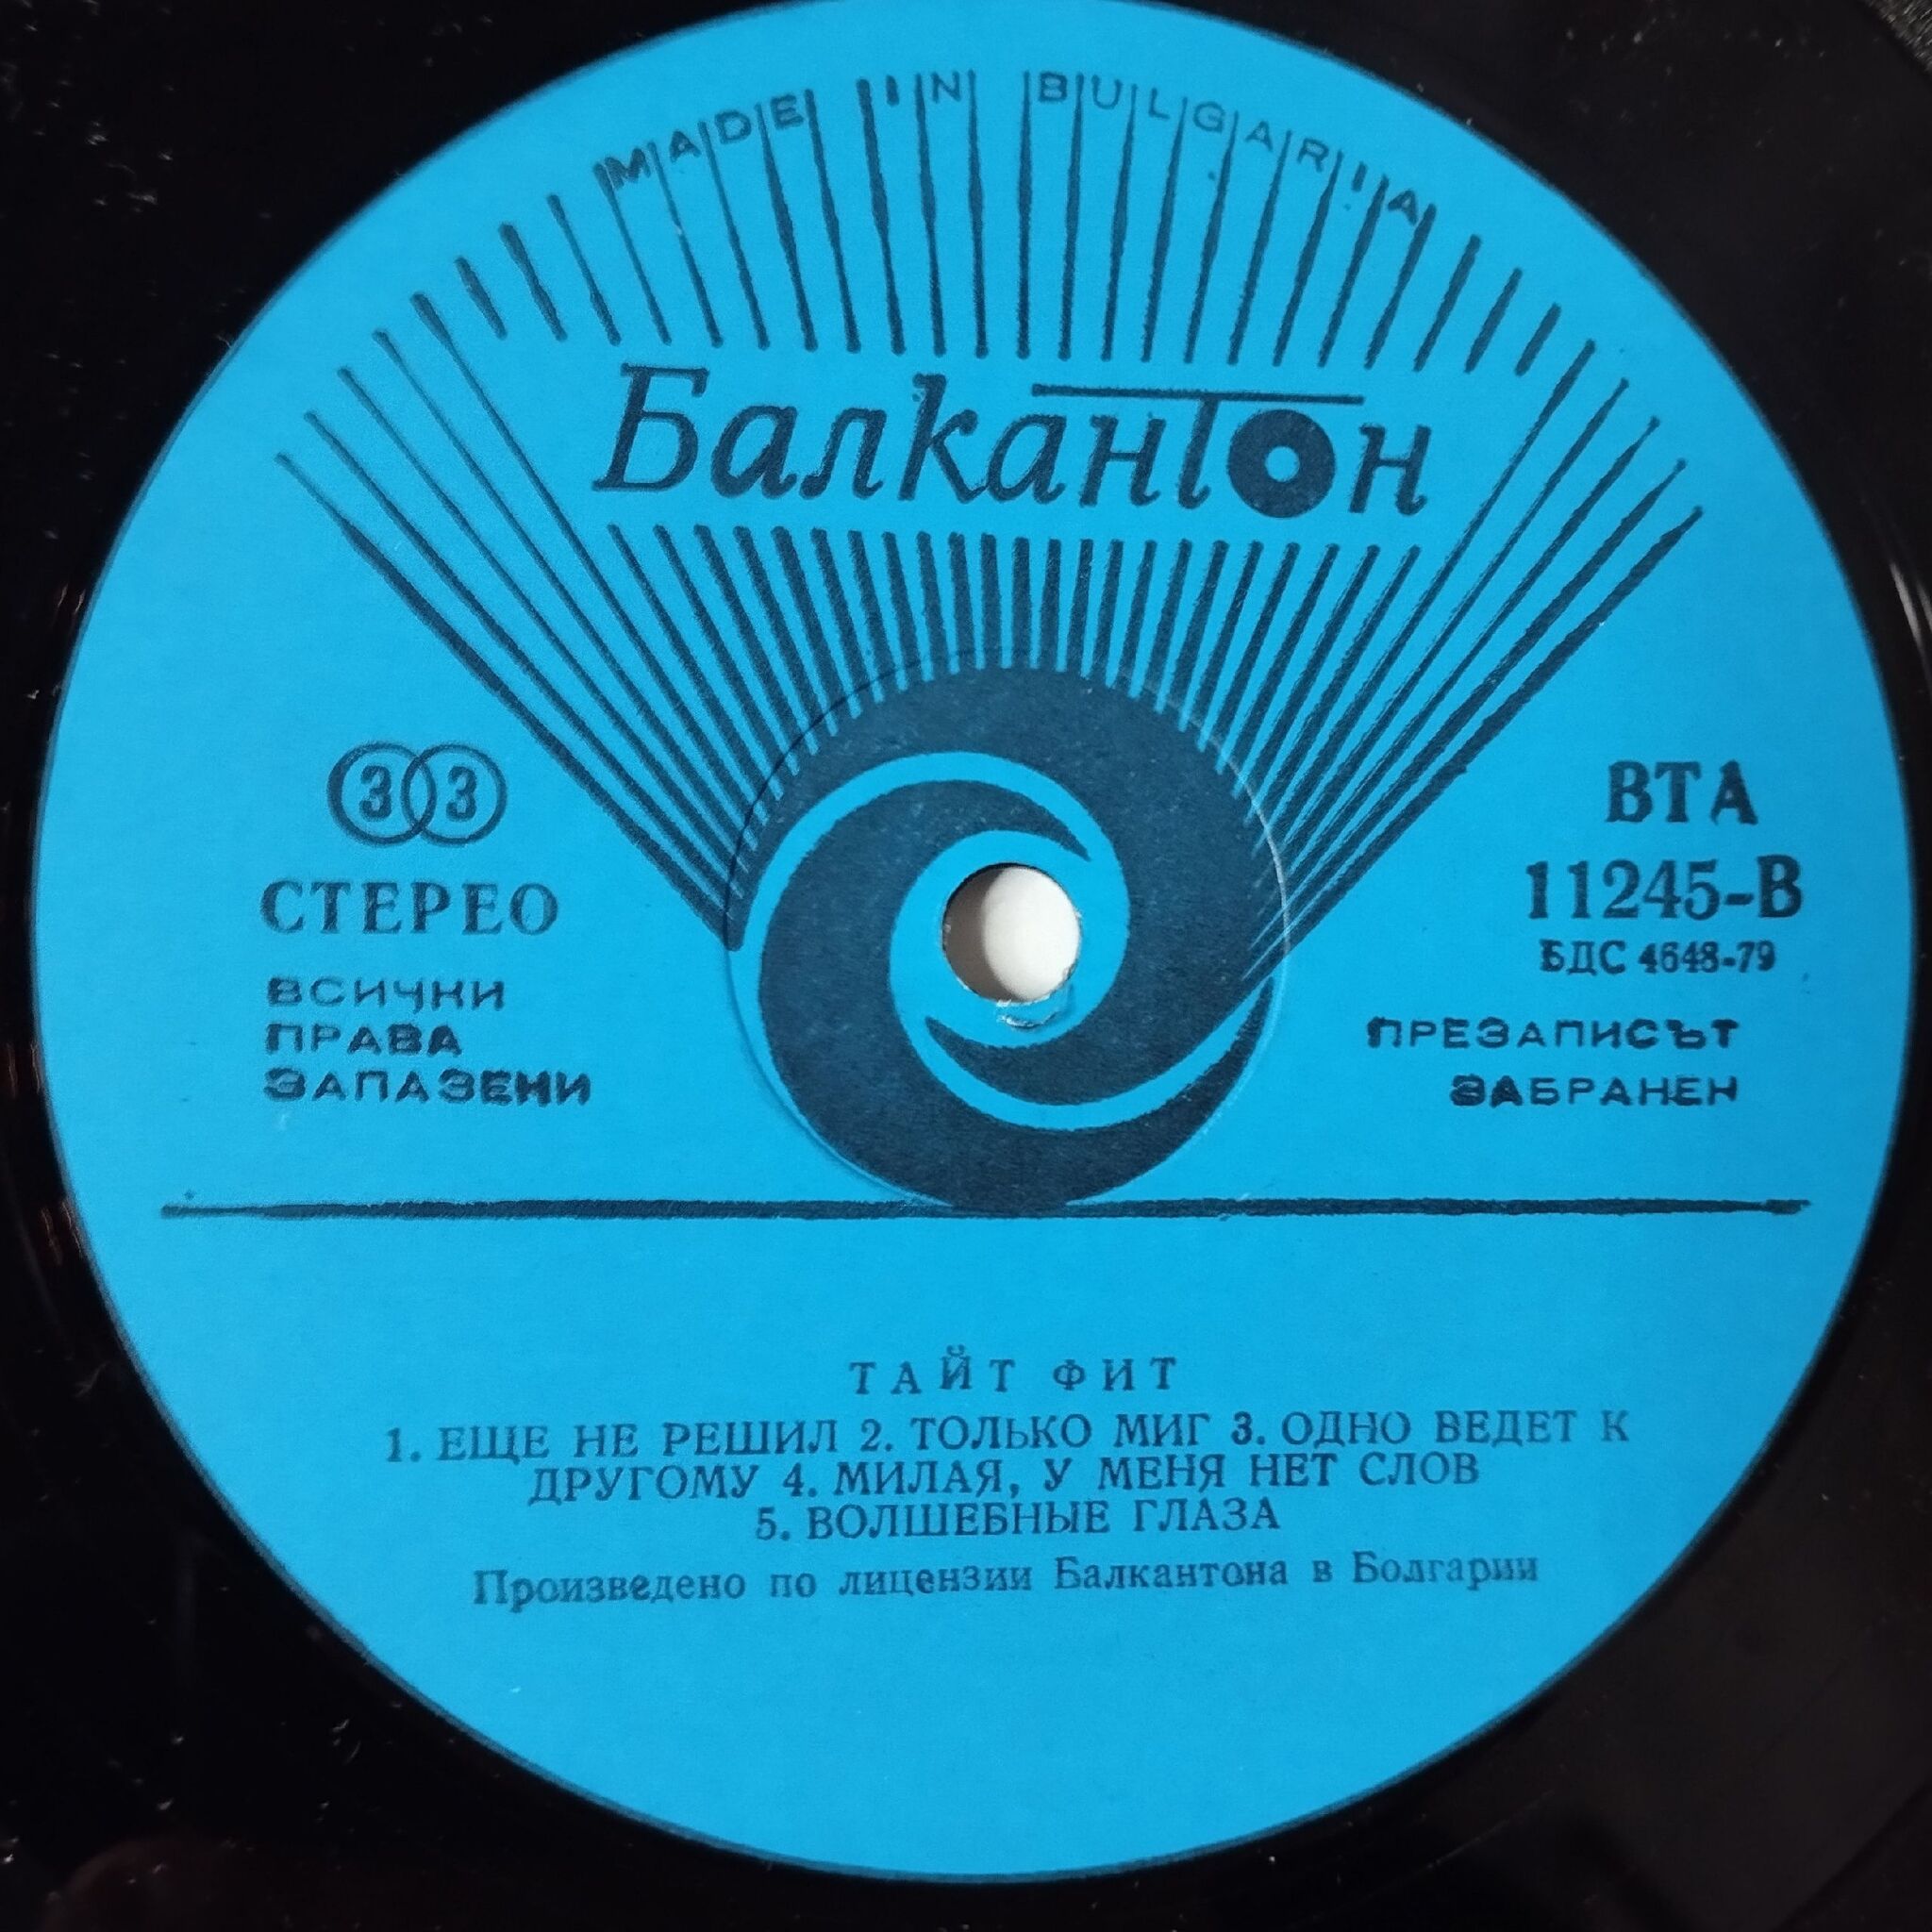 MADE IN BULGARIA
Балкантон
33
СТЕРЕО
ВСИЧКИ
ПРАВА
ЗАПАЗЕНИ
ВТА
11245-В
БДС 4648-79
ПРЕЗАПИСЪТ
ЗАБРАНЕН
ТАЙТ ФИТ
1. ЕЩЕ НЕ РЕШИЛ 2. ТОЛЬКО МИГ 3. ОДНО ВЕДЕТ К
ДРУГОМУ 4. МИЛАЯ, У МЕНЯ НЕТ СЛОВ
5. ВОЛШЕБНЫЕ ГЛАЗА
Произведено по лицензии Балкантона в Болгарии